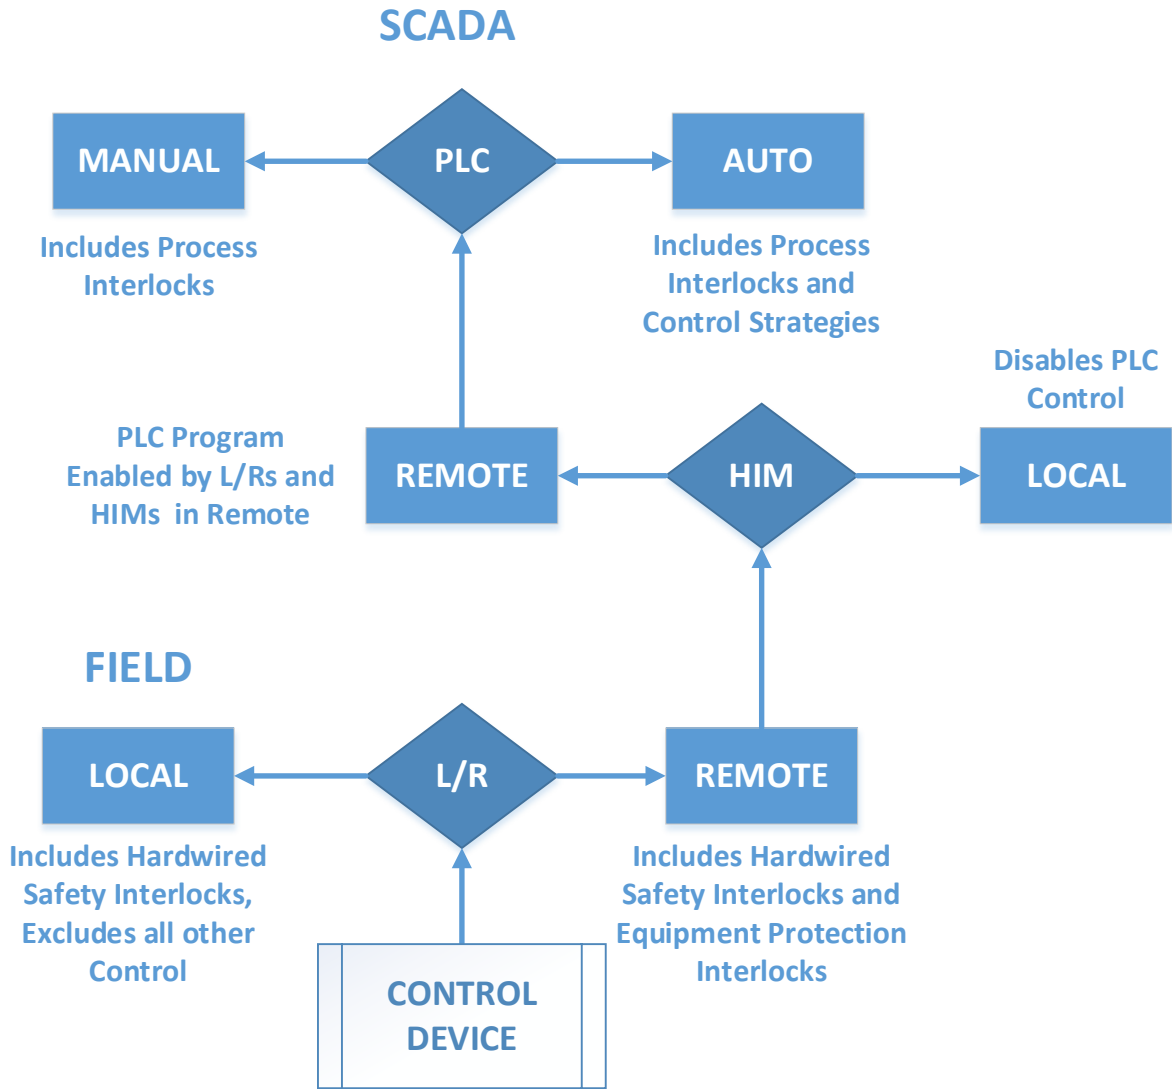 SCADA
MANUAL
PLC
AUTO
Includes Process
Interlocks
Includes Process
Interlocks and
Control Strategies
Disables PLC
Control
PLC Program
Enabled by L/Rs and
HIMs in Remote
REMOTE
HIM
LOCAL
FIELD
LOCAL
L/R
REMOTE
Includes Hardwired
Safety Interlocks,
Excludes all other
Control
Includes Hardwired
Safety Interlocks and
Equipment Protection
Interlocks
CONTROL
DEVICE